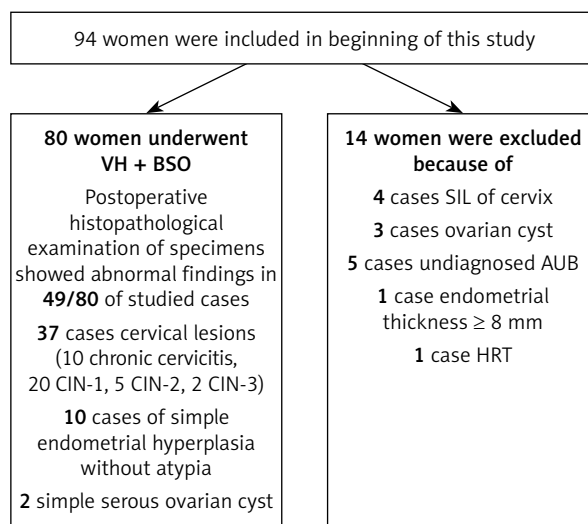 94 women were included in beginning of this study
80 women underwent
VH + BSO
Postoperative
histopathological
examination of specimens
showed abnormal findings in
49/80 of studied cases
37 cases cervical lesions
(10 chronic cervicitis,
20 CIN-1, 5 CIN-2, 2 CIN-3)
10 cases of simple
endometrial hyperplasia
without atypia
2 simple serous ovarian cyst
14 women were excluded
because of
4 cases SIL of cervix
3 cases ovarian cyst
5 cases undiagnosed AUB
1 case endometrial
thickness ≥ 8 mm
1 case HRT